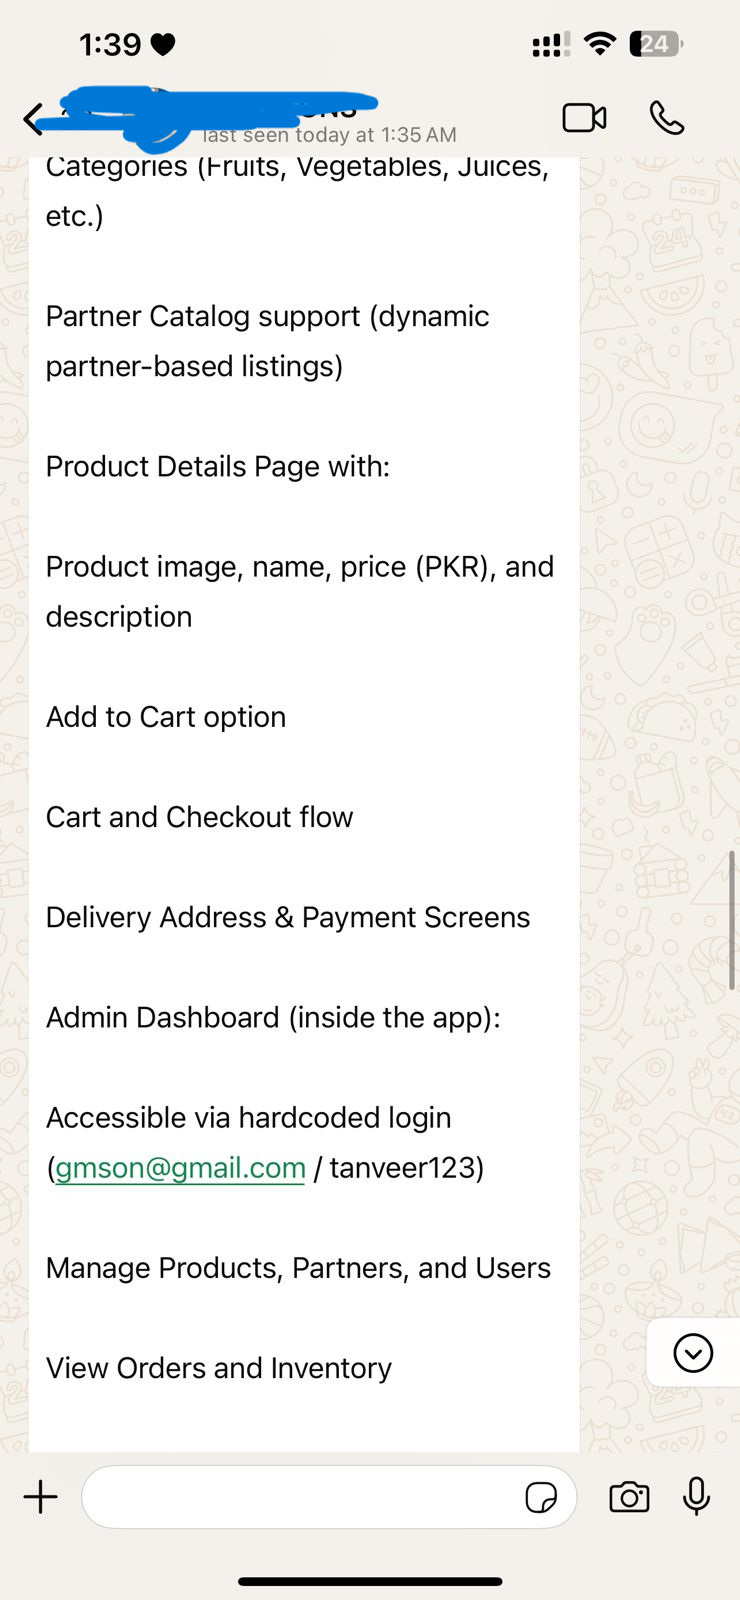 1:39
24
last seen today at 1:35 AM
Categories (Fruits, Vegetables, Juices,
etc.)
Partner Catalog support (dynamic
partner-based listings)
Product Details Page with:
Product image, name, price (PKR), and
description
Add to Cart option
Cart and Checkout flow
Delivery Address & Payment Screens
Admin Dashboard (inside the app):
Accessible via hardcoded login
(gmson@gmail.com / tanveer123)
Manage Products, Partners, and Users
View Orders and Inventory